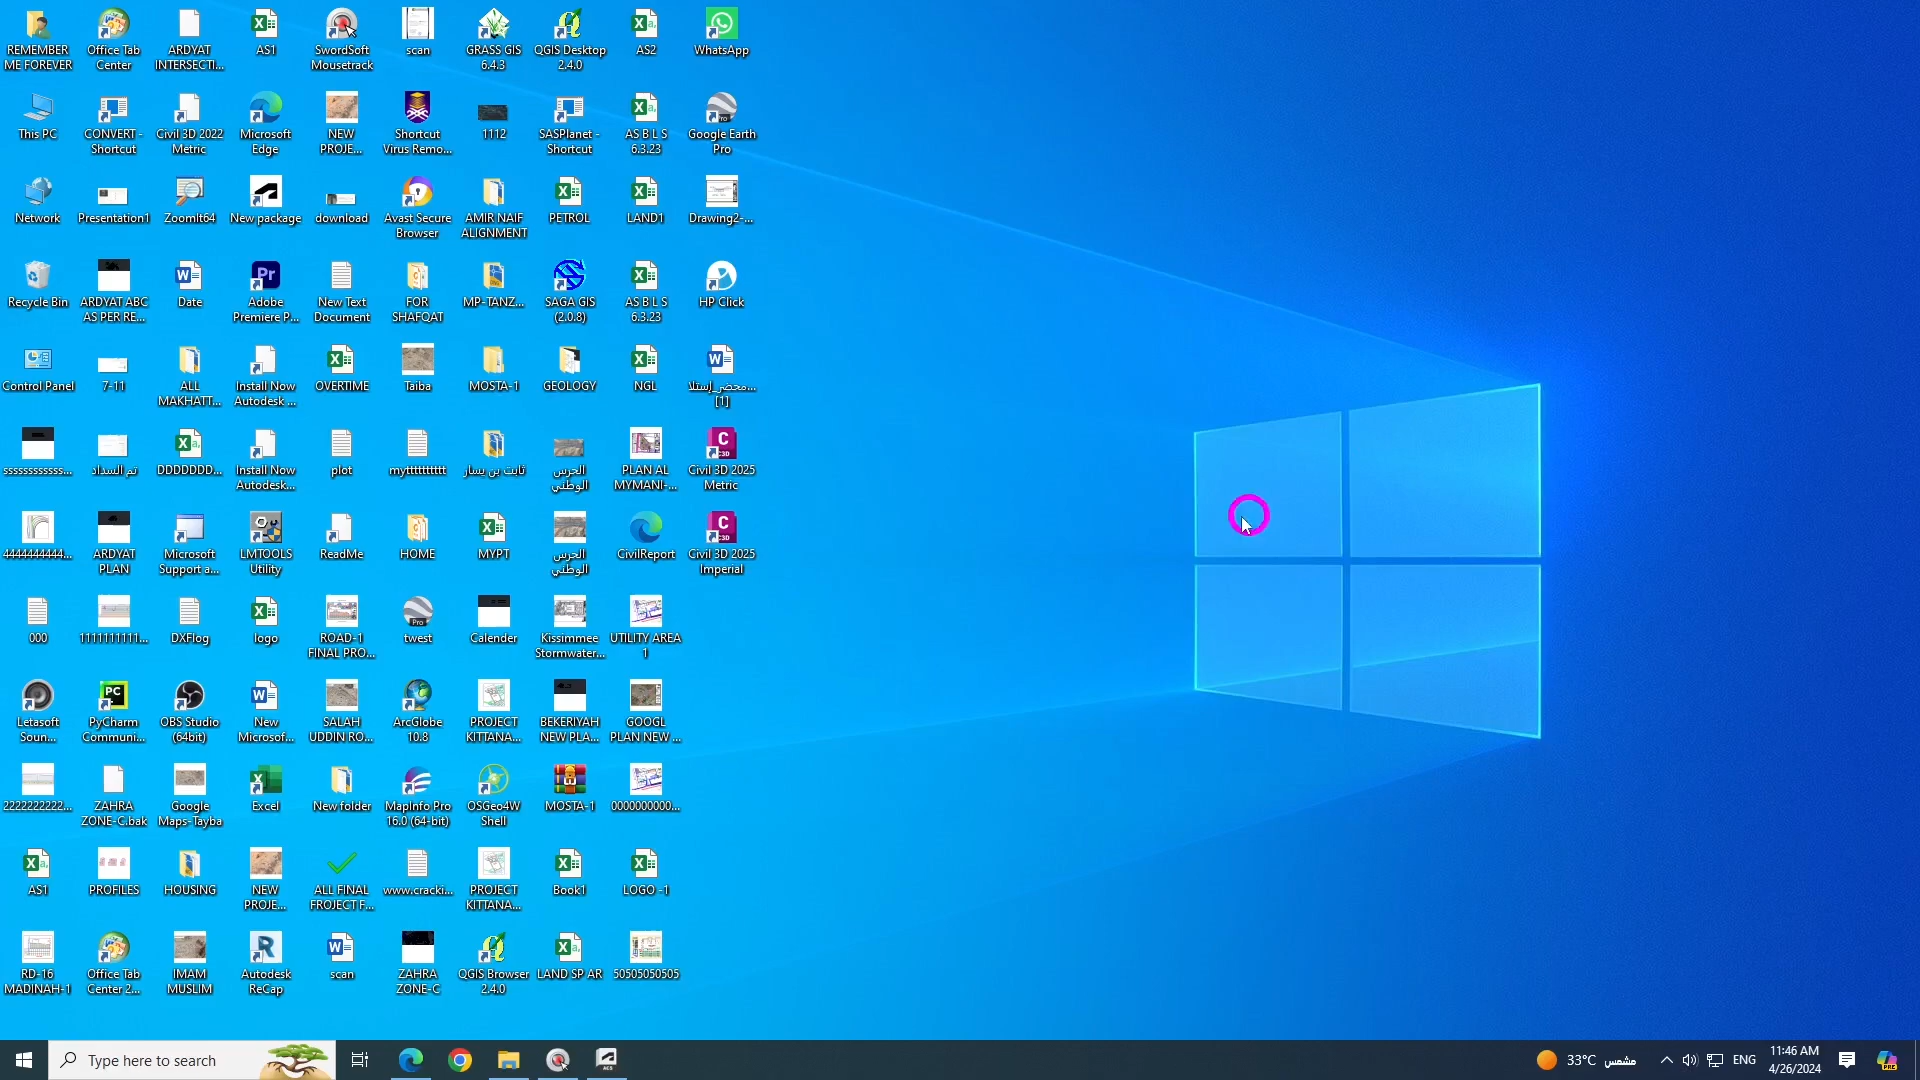 REMEMBER
ME FOREVER
Office Tab
Center
ARDYAT
INTERSECTI...
AS1
SwordSoft
Mousetrack
scan
GRASS GIS
6.4.3
QGIS Desktop
2.4.0
AS2
WhatsApp
This PC
CONVERT -
Shortcut
Civil 3D 2022
Metric
Microsoft
Edge
NEW
PROJE...
Shortcut
Virus Remo...
1112
SASPlanet -
Shortcut
AS B L S
6.3.23
Google Earth
Pro
Network
Presentation1
ZoomIt64
New package
download
Avast Secure
Browser
AMIR NAIF
ALIGNMENT
PETROL
LAND1
Drawing2-...
Recycle Bin
ARDYAT ABC
AS PER RE...
Date
Adobe
Premiere P...
New Text
Document
FOR
SHAFQAT
MP-TANZ...
SAGA GIS
(2.0.8)
AS B L S
6.3.23
HP Click
Control Panel
7-11
ALL
MAKHATT...
Install Now
Autodesk ...
OVERTIME
Taiba
MOSTA-1
GEOLOGY
NGL
محضر_إستلا...
[1]
sssssssssssss...
تم السداد
DDDDDDD...
Install Now
Autodesk...
plot
myttttttttt
ثابت بن يسار
الحرس
الوطني
PLAN AL
MYMANI-...
Civil 3D 2025
Metric
4444444444...
ARDYAT
PLAN
Microsoft
Support a...
LMTOOLS
Utility
ReadMe
HOME
MYPT
الحرس
الوطني
CivilReport
Civil 3D 2025
Imperial
000
1111111111...
DXFlog
logo
ROAD-1
FINAL PRO...
twest
Calender
Kissimmee
Stormwater...
UTILITY AREA
1
Letasoft
Soun...
PyCharm
Communi...
OBS Studio
(64bit)
New
Microsof...
SALAH
UDDIN RO...
ArcGlobe
10.8
PROJECT
KITTANA...
BEKERIYAH
NEW PLA...
GOOGL
PLAN NEW ...
2222222222...
ZAHRA
ZONE-C.bak
Google
Maps-Tayba
Excel
New folder
MapInfo Pro
16.0 (64-bit)
OSGeo4W
Shell
MOSTA-1
0000000000...
AS1
PROFILES
HOUSING
NEW
PROJE...
ALL FINAL
FROJECT F...
www.cracki...
PROJECT
KITTANA...
Book1
LOGO -1
RD-16
MADINAH-1
Office Tab
Center 2...
IMAM
MUSLIM
Autodesk
ReCap
scan
ZAHRA
ZONE-C
QGIS Browser
2.4.0
LAND SP AR
50505050505
Type here to search
33°C مشمس
ENG
11:46 AM
4/26/2024